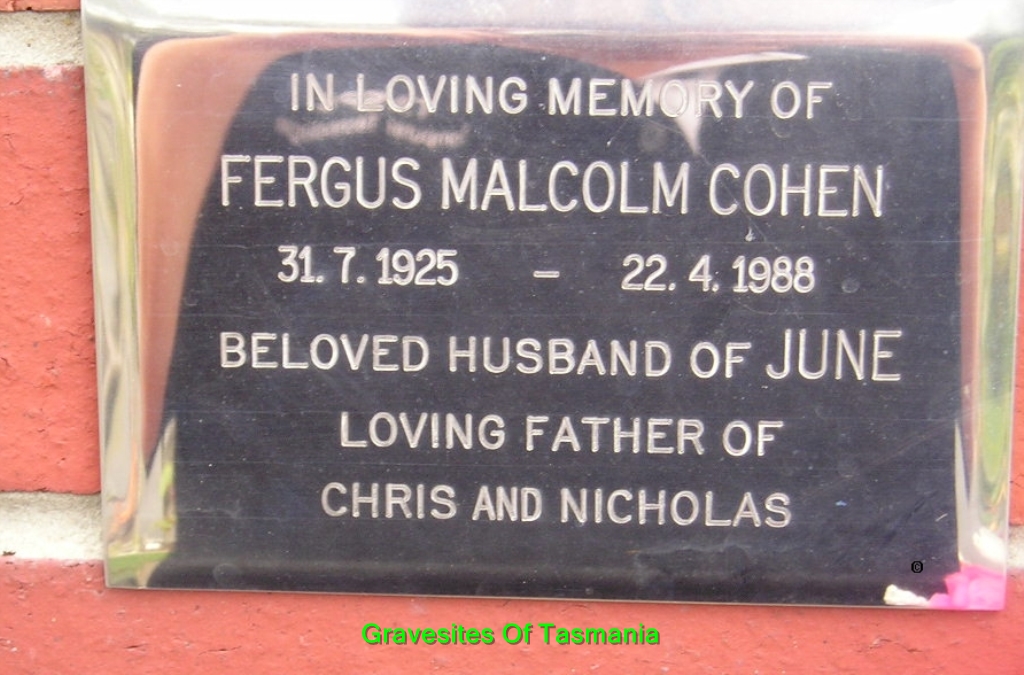 IN LOVING MEMORY OF
FERGUS MALCOLM COHEN
31.7.1925 – 22.4.1988
BELOVED HUSBAND OF JUNE
LOVING FATHER OF
CHRIS AND NICHOLAS
©
Gravesites Of Tasmania